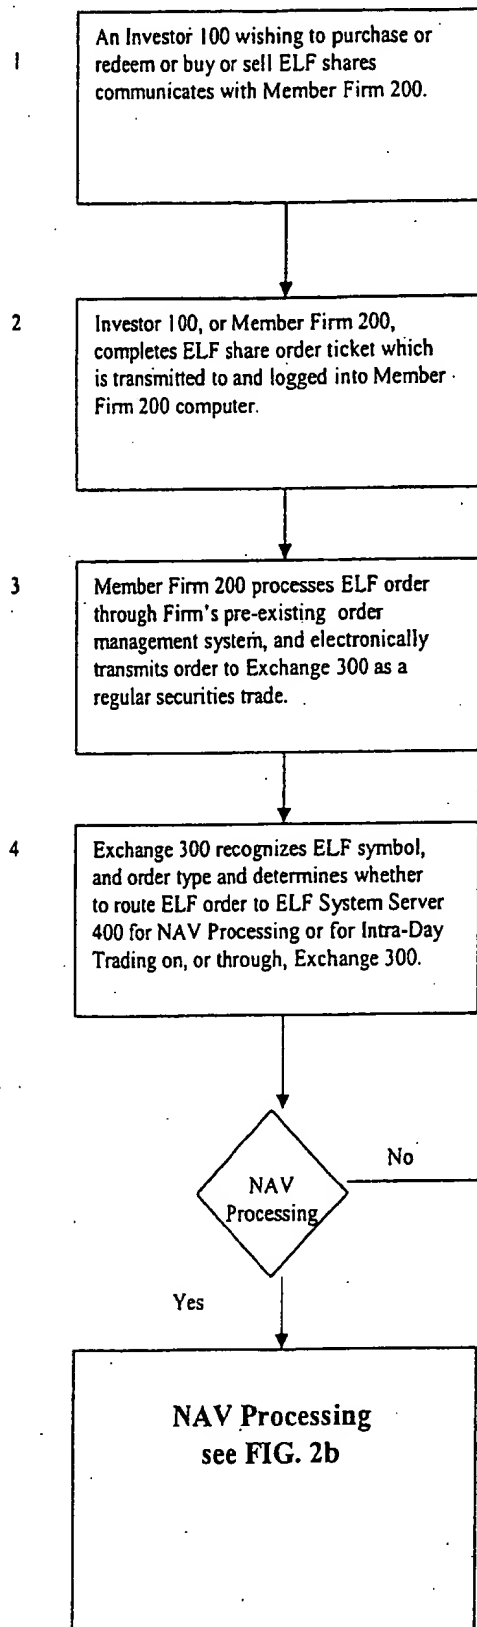 1
An Investor 100 wishing to purchase or
redeem or buy or sell ELF shares
communicates with Member Firm 200.
2
Investor 100, or Member Firm 200,
completes ELF share order ticket which
is transmitted to and logged into Member
Firm 200 computer.
3
Member Firm 200 processes ELF order
through Firm's pre-existing order
management system, and electronically
transmits order to Exchange 300 as a
regular securities trade.
4
Exchange 300 recognizes ELF symbol,
and order type and determines whether
to route ELF order to ELF System Server
400 for NAV Processing or for Intra-Day
Trading on, or through, Exchange 300.
No
NAV
Processing
Yes
NAV Processing
see FIG. 2b